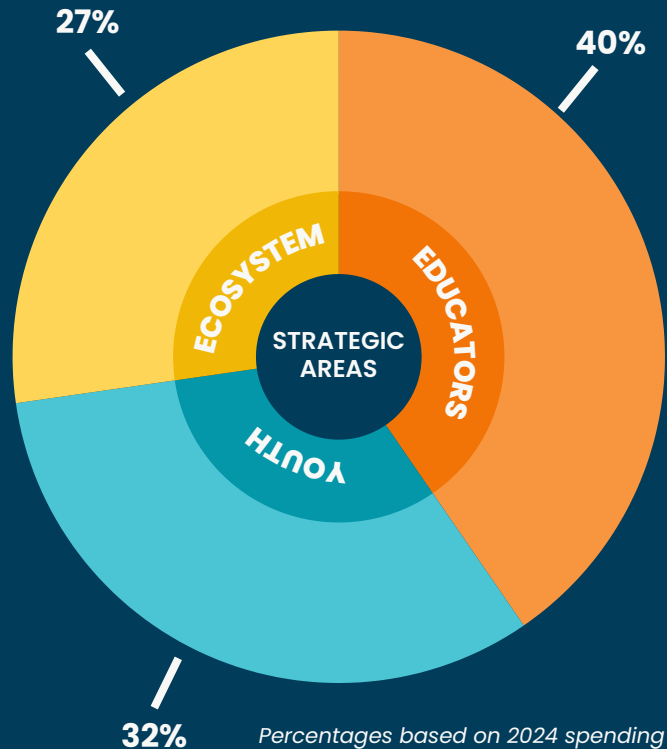 27%
40%
ECOSYSTEM
EDUCATORS
STRATEGIC
AREAS
YOUTH
32%
Percentages based on 2024 spending